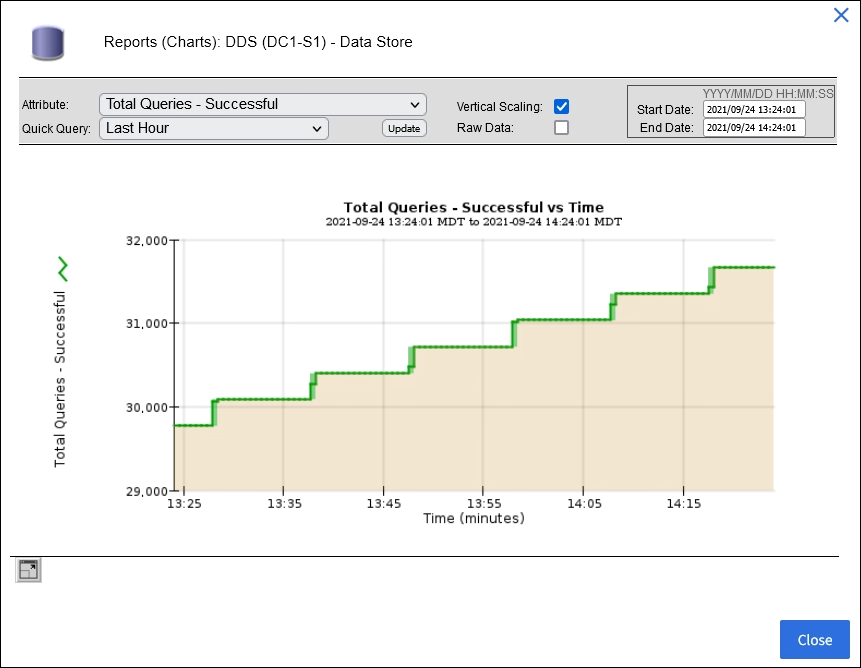 Reports (Charts): DDS (DC1-S1) - Data Store
YYYY/MM/DD HH:MM:SS
Attribute: Total Queries - Successful Vertical Scaling: Start Date: 2021/09/24 13:24:01
Quick Query: Last Hour Update Raw Data: End Date: 2021/09/24 14:24:01
Total Queries - Successful vs Time
2021-09-24 13:24:01 MDT to 2021-09-24 14:24:01 MDT
Total Queries - Successful
32,000
31,000
30,000
29,000
13:25 13:35 13:45 13:55 14:05 14:15
Time (minutes)
Close